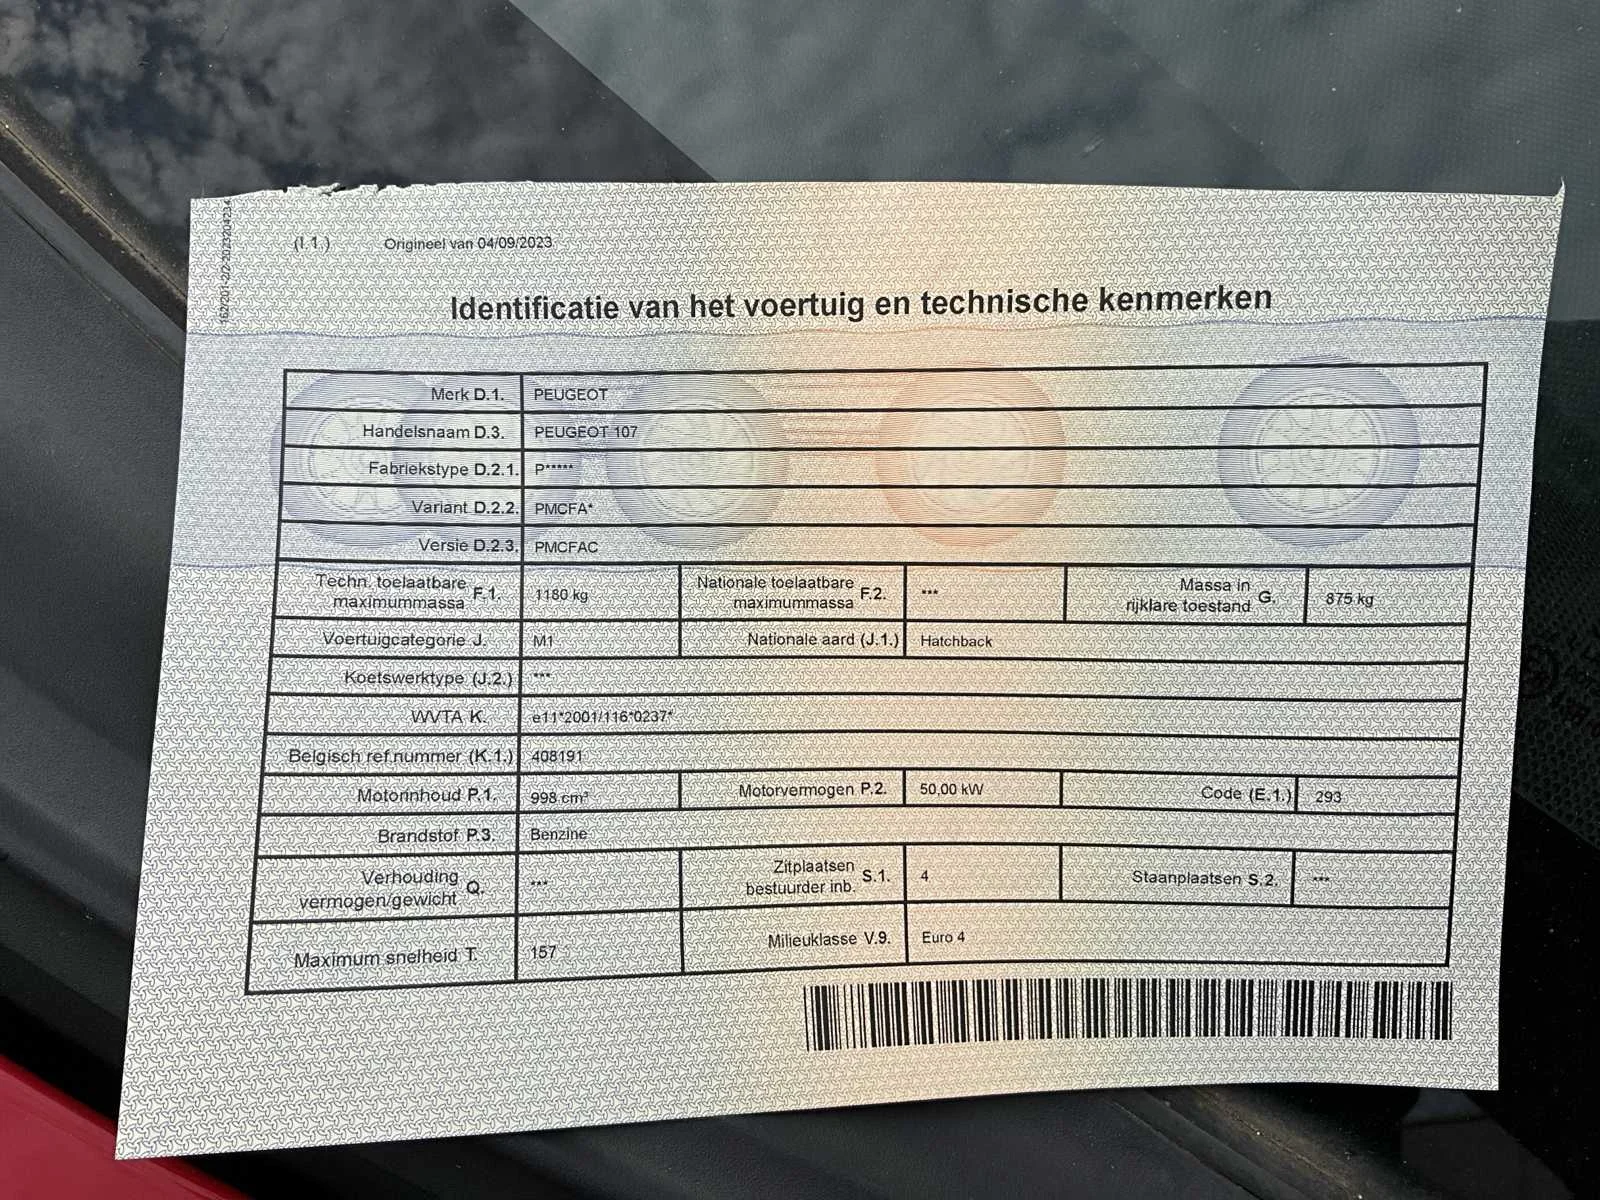 162201-2/2-2023204234
(I.1.) Origineel van 04/09/2023
Identificatie van het voertuig en technische kenmerken
Merk D.1. PEUGEOT
Handelsnaam D.3. PEUGEOT 107
Fabriekstype D.2.1. P*****
Variant D.2.2. PMCFA*
Versie D.2.3. PMCFAC
Techn. toelaatbare maximummassa F.1. 1180 kg Nationale toelaatbare maximummassa F.2. *** Massa in rijklare toestand G. 875 kg
Voertuigcategorie J. M1 Nationale aard (J.1.) Hatchback
Koetswerktype (J.2.) ***
WVTA K. e11*2001/116*0237*
Belgisch ref.nummer (K.1.) 408191
Motorinhoud P.1. 998 cm³ Motorvermogen P.2. 50,00 kW Code (E.1.) 293
Brandstof P.3. Benzine
Verhouding vermogen/gewicht Q. *** Zitplaatsen bestuurder inb. S.1. 4 Staanplaatsen S.2. ***
Maximum snelheid T. 157 Milieuklasse V.9. Euro 4